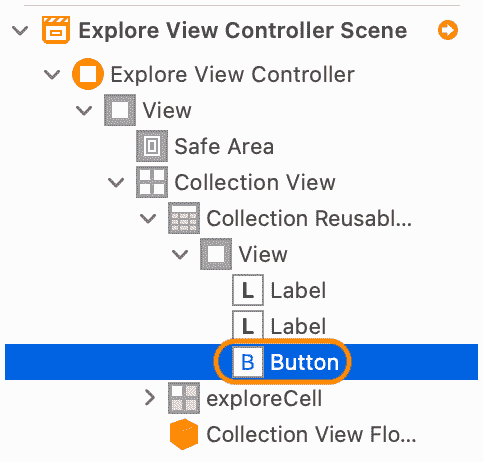 Explore View Controller Scene
Explore View Controller
View
Safe Area
Collection View
Collection Reusabl...
View
L Label
L Label
B Button
exploreCell
Collection View Flo...